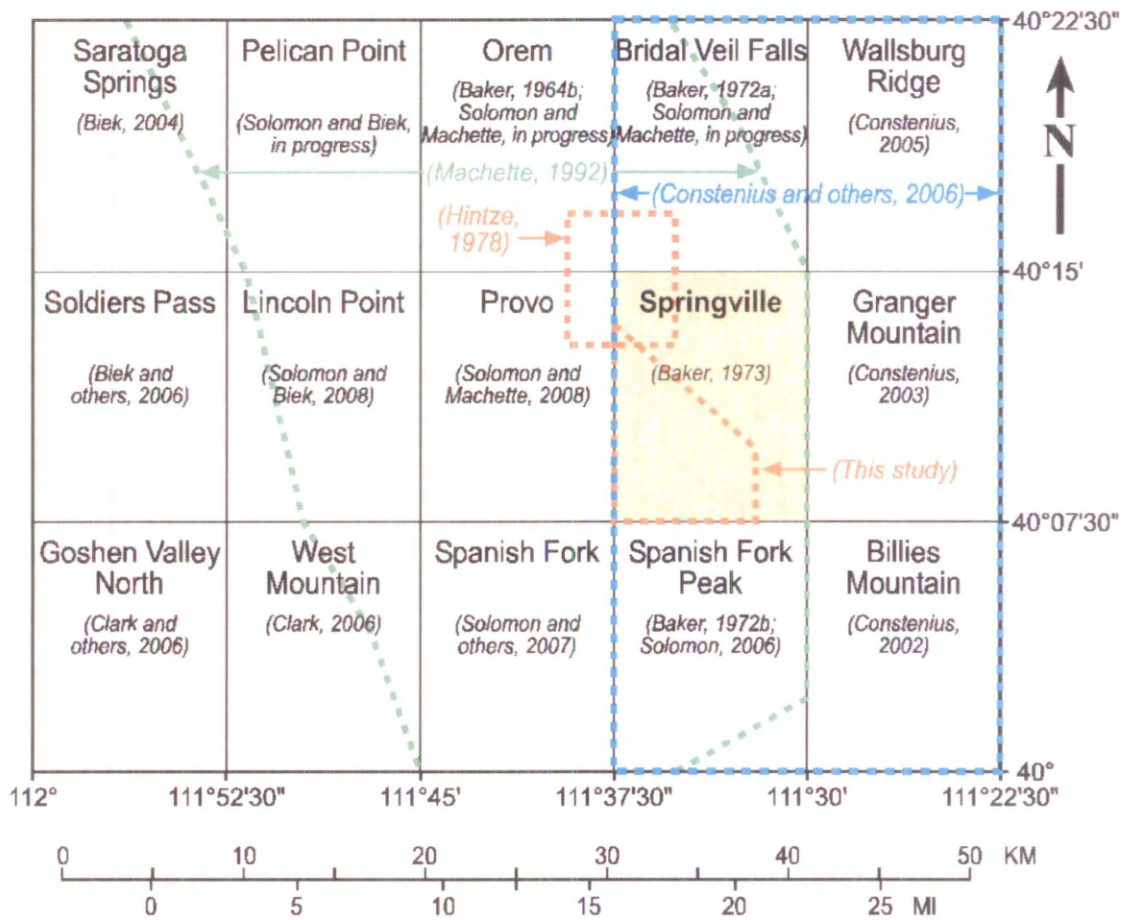 Saratoga
Springs
(Biek, 2004)
Pelican Point
(Solomon and Biek,
in progress)
Orem
(Baker, 1964b;
Solomon and
Machette, in progress)
Bridal Veil Falls
(Baker, 1972a;
Solomon and
Machette, in progress)
Wallsburg
Ridge
(Constenius,
2005)
40°22'30"
N
(Machette, 1992)
(Constenius and others, 2006)
(Hintze,
1978)
40°15'
Soldiers Pass
(Biek and
others, 2006)
Lincoln Point
(Solomon and
Biek, 2008)
Provo
(Solomon and
Machette, 2008)
Springville
(Baker, 1973)
Granger
Mountain
(Constenius,
2003)
(This study)
40°07'30"
Goshen Valley
North
(Clark and
others, 2006)
West
Mountain
(Clark, 2006)
Spanish Fork
(Solomon and
others, 2007)
Spanish Fork
Peak
(Baker, 1972b;
Solomon, 2006)
Billies
Mountain
(Constenius,
2002)
40°
112° 111°52'30" 111°45' 111°37'30" 111°30' 111°22'30"
0 10 20 30 40 50 KM
0 5 10 15 20 25 MI